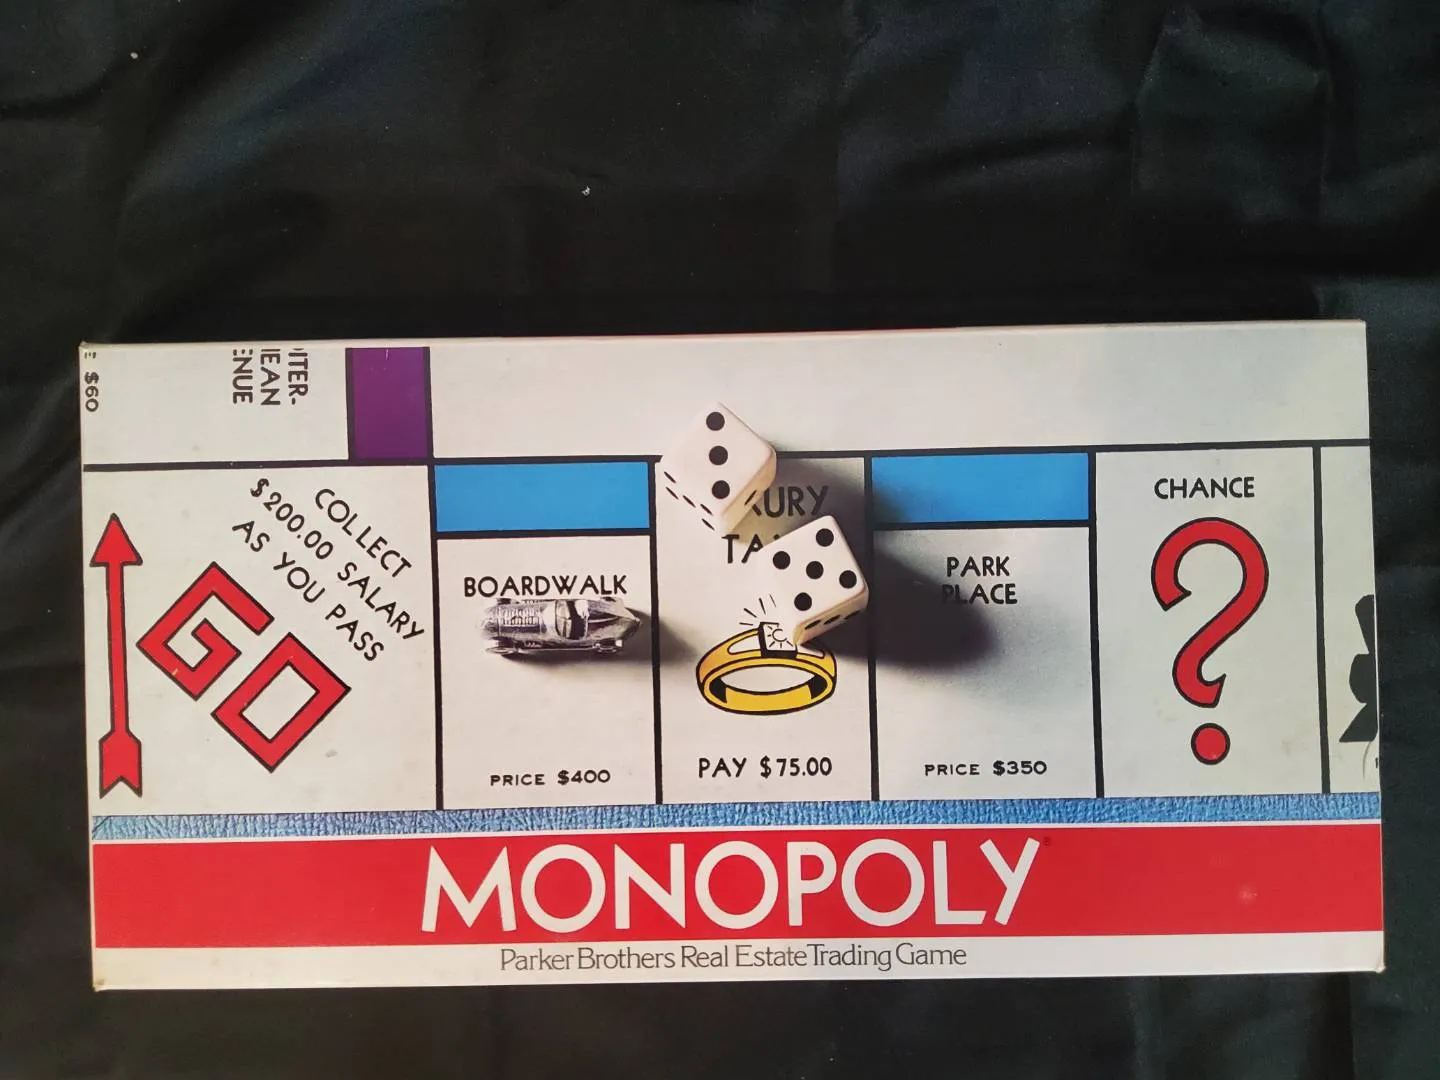 $60
COLLECT
$200.00 SALARY
AS YOU PASS
GO
BOARDWALK
PRICE $400
PAY $75.00
PARK
PLACE
PRICE $350
CHANCE
?
MONOPOLY
Parker Brothers Real Estate Trading Game